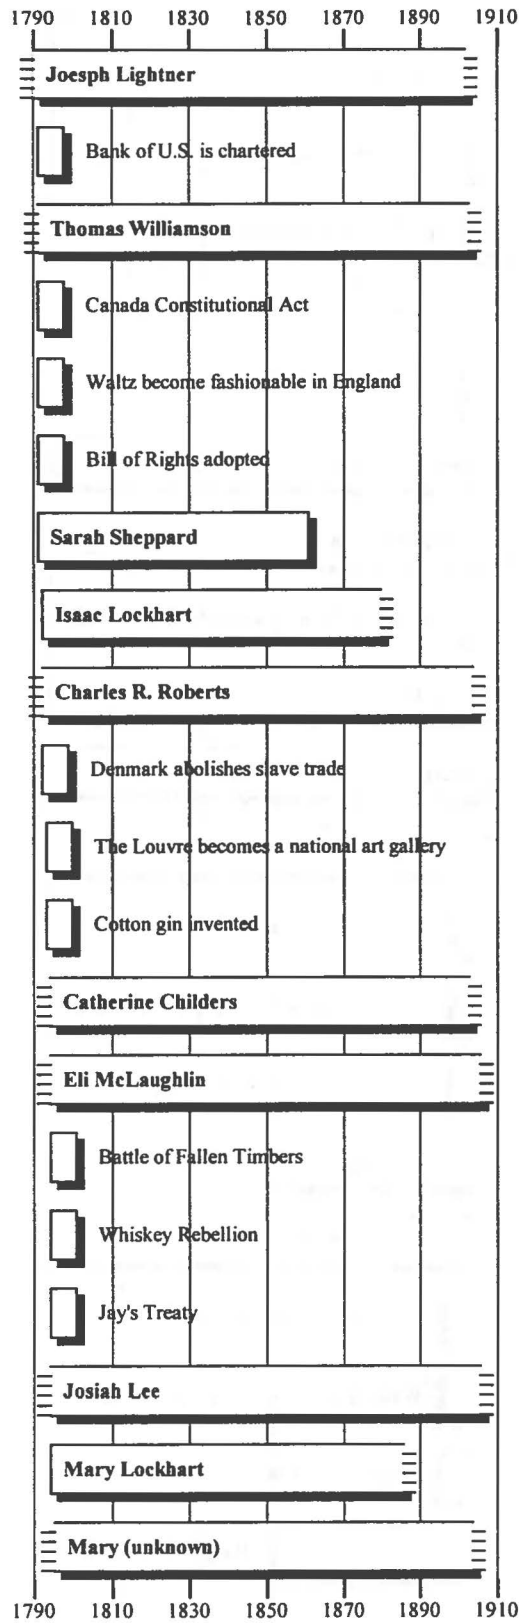 1790 1810 1830 1850 1870 1890 1910
Joesph Lightner
Bank of U.S. is chartered
Thomas Williamson
Canada Constitutional Act
Waltz become fashionable in England
Bill of Rights adopted
Sarah Sheppard
Isaac Lockhart
Charles R. Roberts
Denmark abolishes slave trade
The Louvre becomes a national art gallery
Cotton gin invented
Catherine Childers
Eli McLaughlin
Battle of Fallen Timbers
Whiskey Rebellion
Jay's Treaty
Josiah Lee
Mary Lockhart
Mary (unknown)
1790 1810 1830 1850 1870 1890 1910